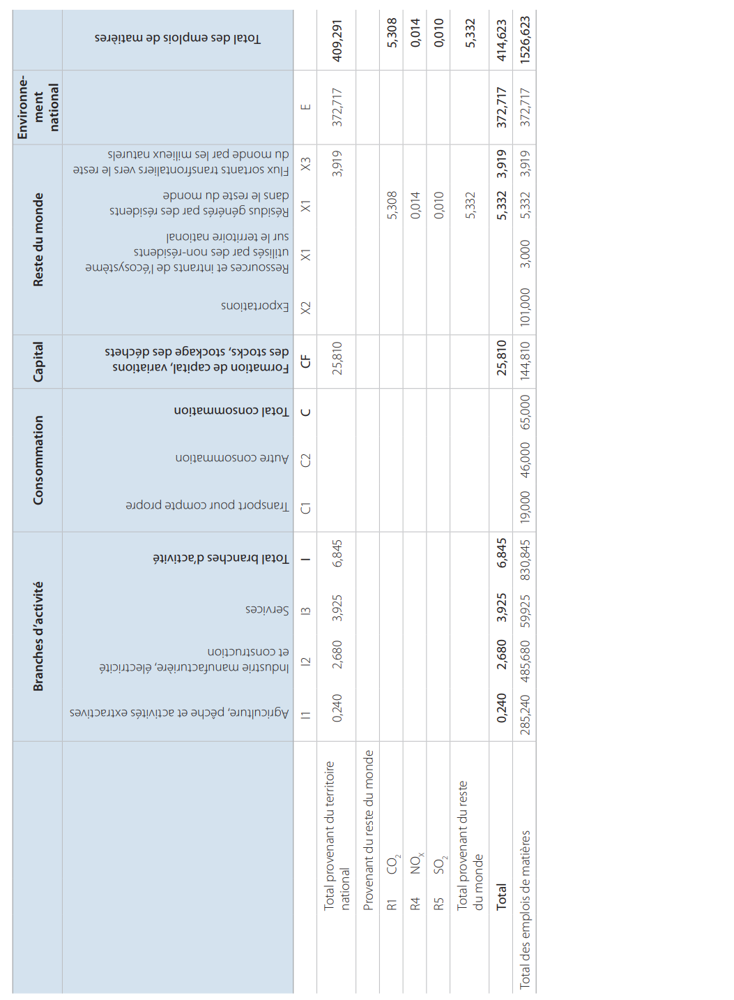 Branches d’activité
Consommation
Capital
Reste du monde
Environne-
ment
national
Agriculture, pêche et activités extractives
Industrie manufacturière, électricité
et construction
Services
Total branches d’activité
Transport pour compte propre
Autre consommation
Total consommation
Formation de capital, variations
des stocks, stockage des déchets
Exportations
Ressources et intrants de l’écosystème
utilisés par des non-résidents
sur le territoire national
Résidus générés par des résidents
dans le reste du monde
Flux sortants transfrontaliers vers le reste
du monde par les milieux naturels
Total des emplois de matières
I1 I2 I3 I C1 C2 C CF X2 X1 X1 X3 E
Total provenant du territoire
national
0,240 2,680 3,925 6,845 25,810 3,919 372,717 409,291
Provenant du reste du monde
R1 CO2 5,308 5,308
R4 NOX 0,014 0,014
R5 SO2 0,010 0,010
Total provenant du reste
du monde
5,332 5,332
Total 0,240 2,680 3,925 6,845 25,810 5,332 3,919 372,717 414,623
Total des emplois de matières 285,240 485,680 59,925 830,845 19,000 46,000 65,000 144,810 101,000 3,000 5,332 3,919 372,717 1526,623